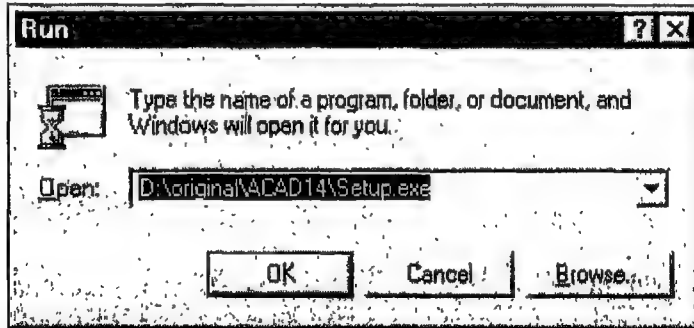 Run
Type the name of a program, folder, or document, and
Windows will open it for you.
Open: D:\original\ACAD14\Setup.exe
OK Cancel Browse...